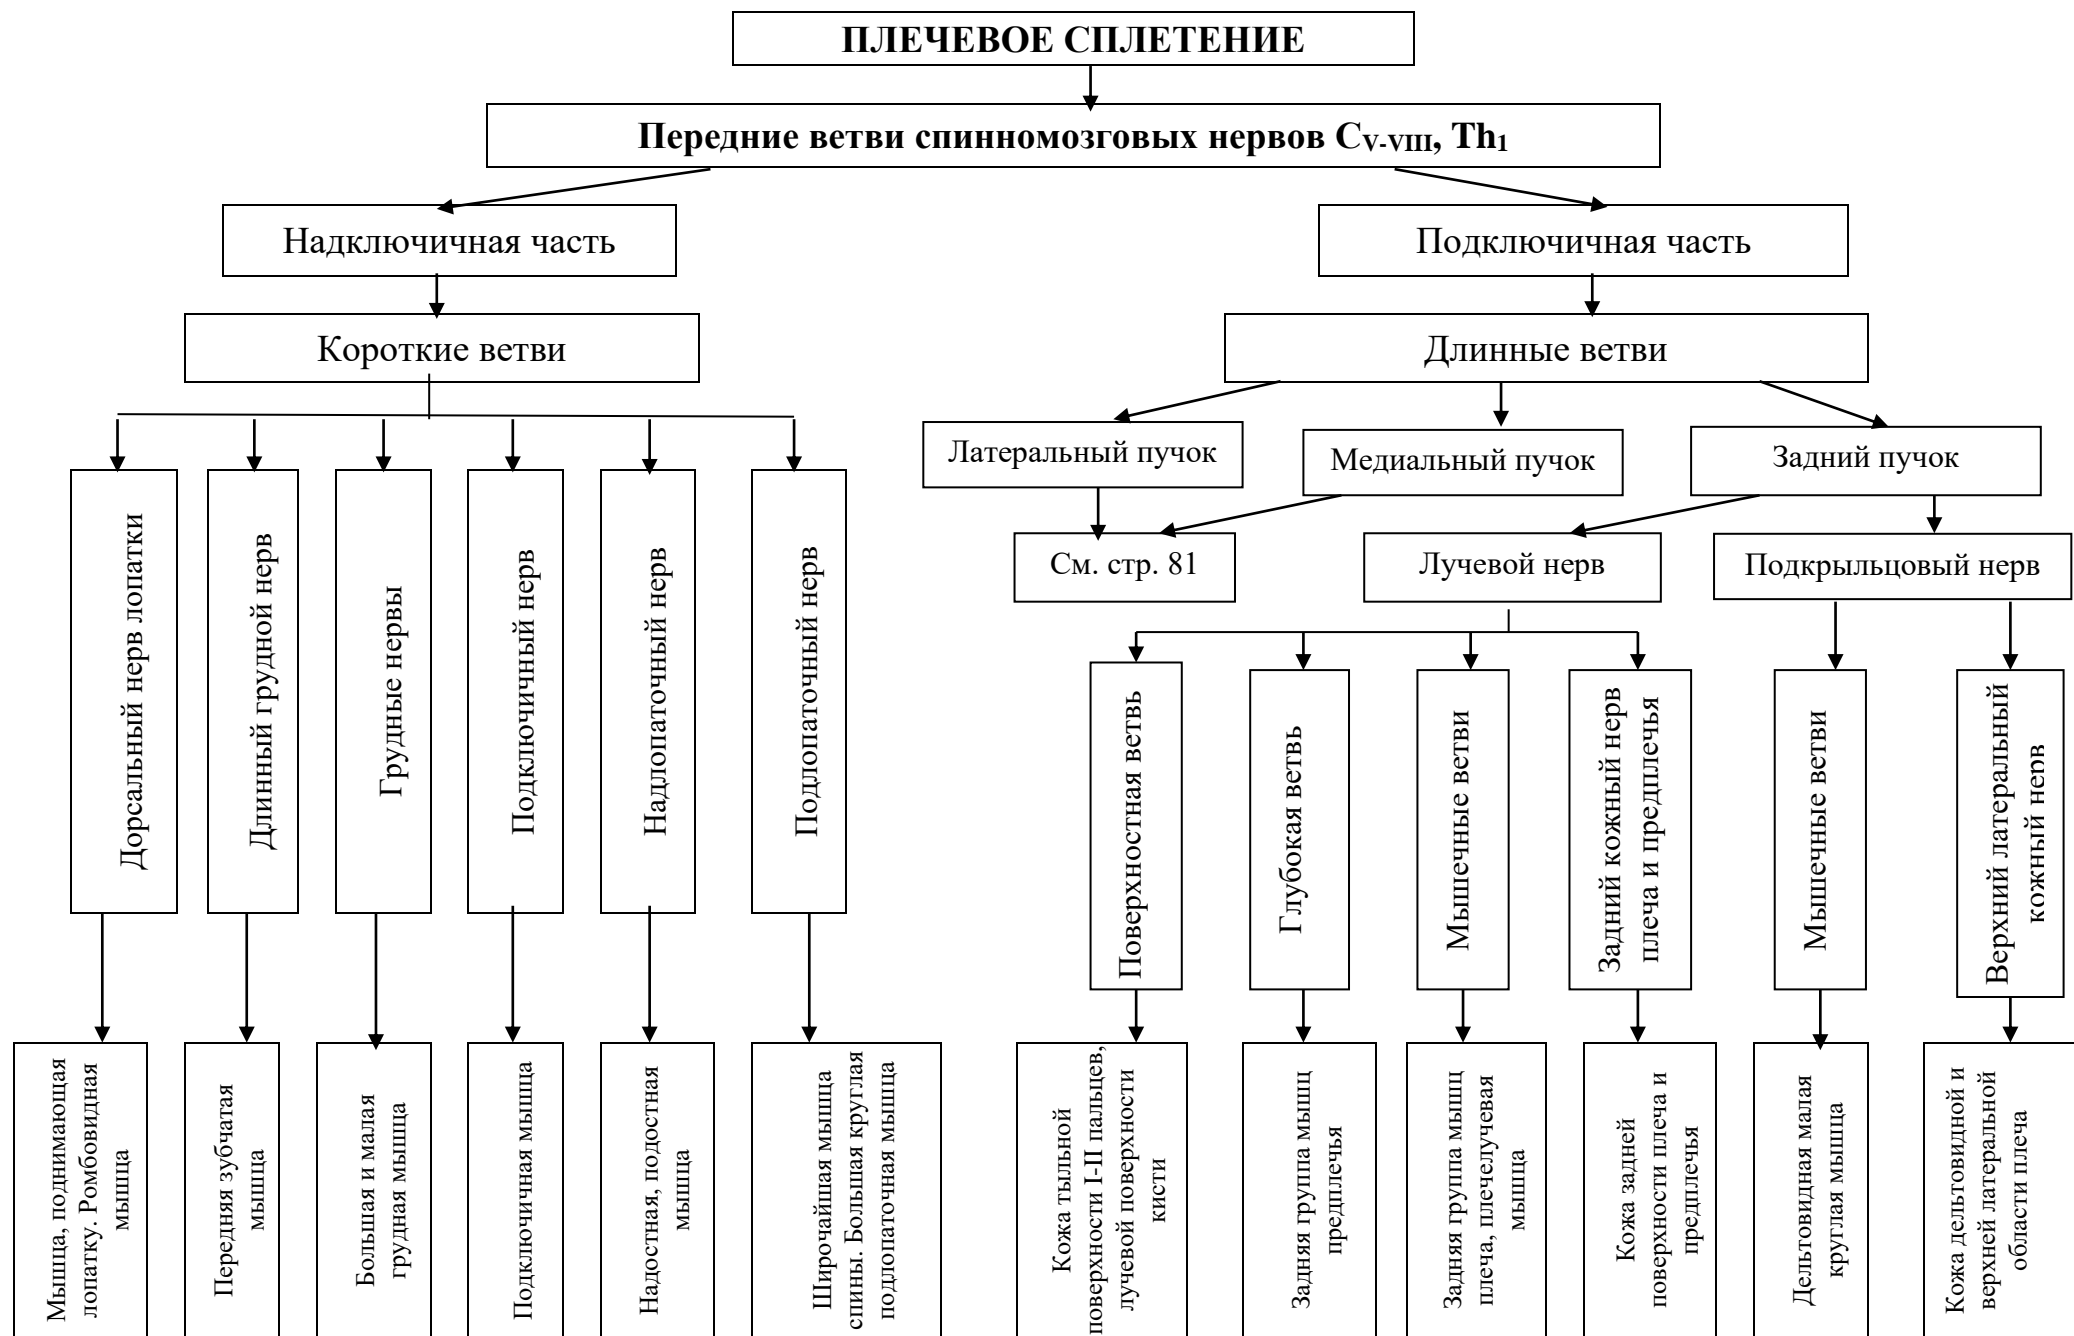 ПЛЕЧЕВОЕ СПЛЕТЕНИЕ
Передние ветви спинномозговых нервов CV-VIII, Th1
Надключичная часть
Подключичная часть
Короткие ветви
Длинные ветви
Латеральный пучок
Медиальный пучок
Задний пучок
См. стр. 81
Лучевой нерв
Подкрыльцовый нерв
Дорсальный нерв лопатки
Длинный грудной нерв
Грудные нервы
Подключичный нерв
Надлопаточный нерв
Подлопаточный нерв
Поверхностная ветвь
Глубокая ветвь
Мышечные ветви
Задний кожный нерв
плеча и предплечья
Мышечные ветви
Верхний латеральный
кожный нерв
Мышца, поднимающая
лопатку. Ромбовидная
мышца
Передняя зубчатая
мышца
Большая и малая
грудная мышца
Подключичная мышца
Надостная, подостная
мышца
Широчайшая мышца
спины. Большая круглая
подлопаточная мышца
Кожа тыльной
поверхности I-II пальцев,
лучевой поверхности
кисти
Задняя группа мышц
предплечья
Задняя группа мышц
плеча, плечелучевая
мышца
Кожа задней
поверхности плеча и
предплечья
Дельтовидная малая
круглая мышца
Кожа дельтовидной и
верхней латеральной
области плеча